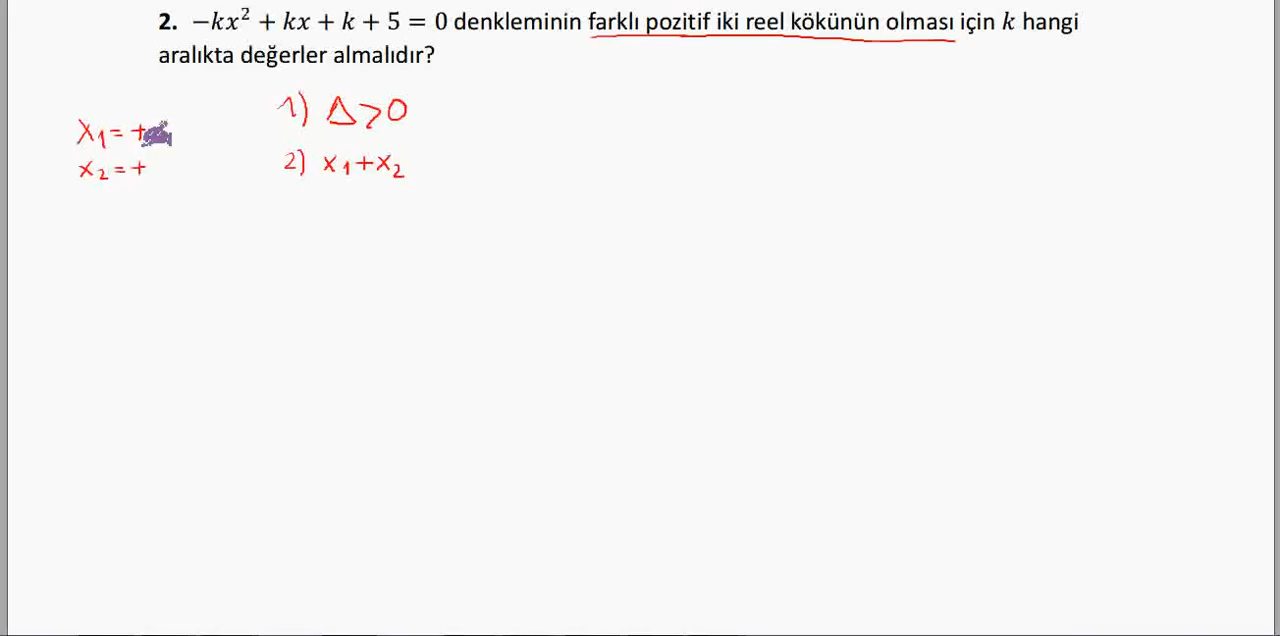 2. −kx² + kx + k + 5 = 0 denkleminin farklı pozitif iki reel kökünün olması için k hangi
aralıkta değerler almalıdır?
1) Δ>0
x₁=+
2) x₁+x₂
x₂=+